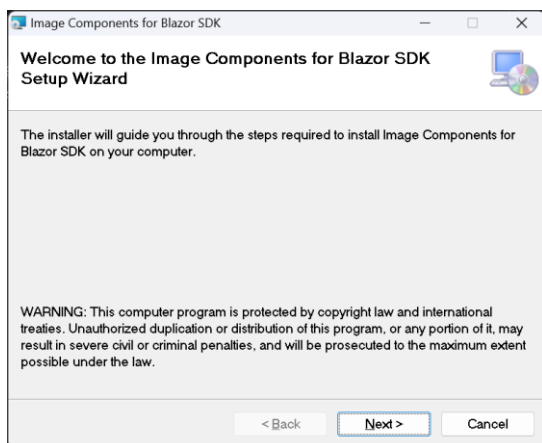 Image Components for Blazor SDK
Welcome to the Image Components for Blazor SDK
Setup Wizard
The installer will guide you through the steps required to install Image Components for
Blazor SDK on your computer.
WARNING: This computer program is protected by copyright law and international
treaties. Unauthorized duplication or distribution of this program, or any portion of it, may
result in severe civil or criminal penalties, and will be prosecuted to the maximum extent
possible under the law.
< Back Next > Cancel